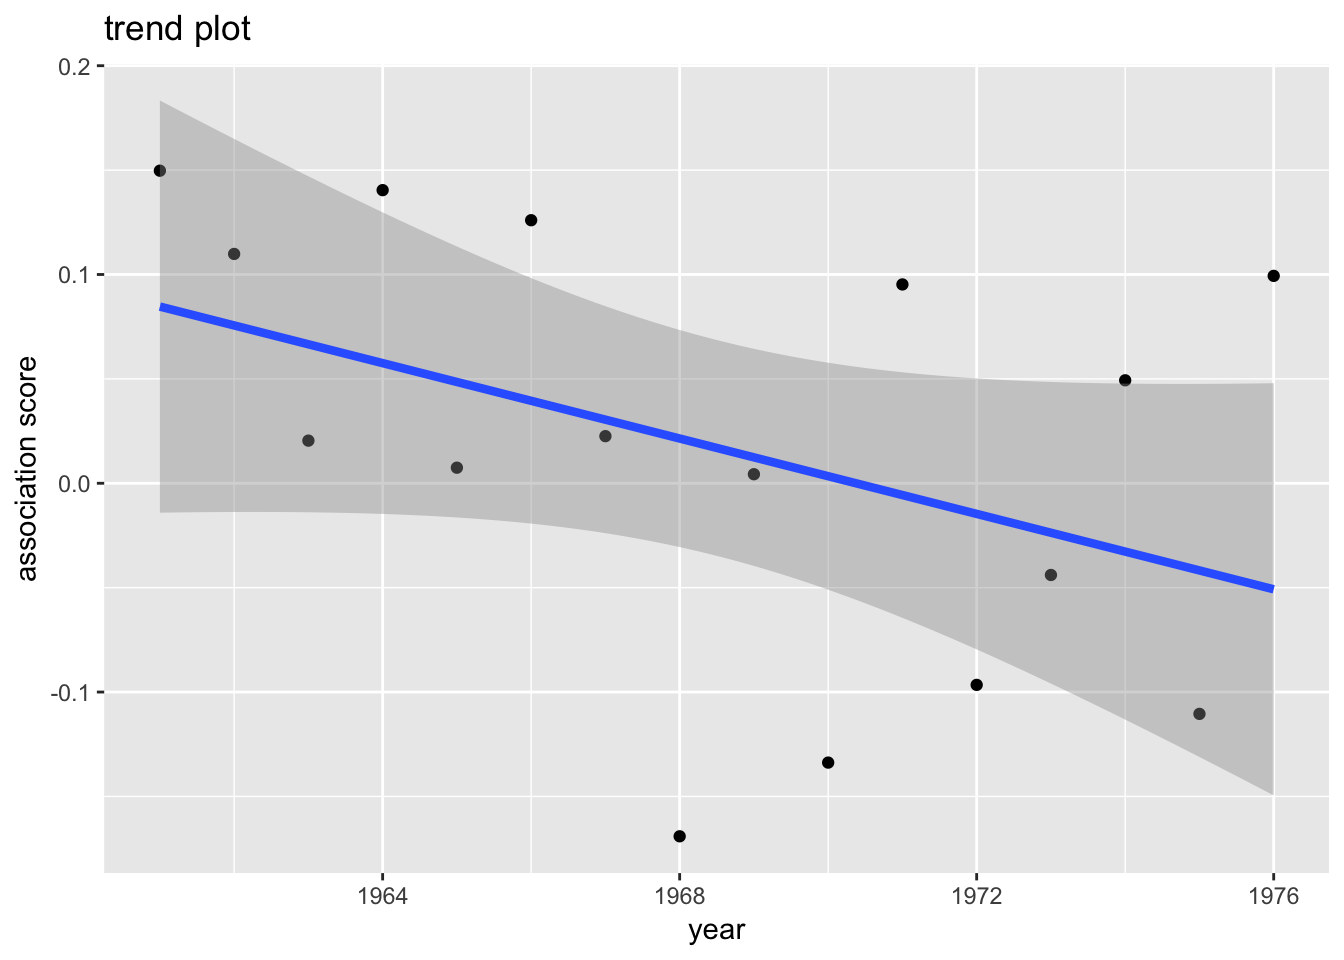 trend plot
association score
0.2
0.1
0.0
-0.1
1964
1968
1972
1976
year